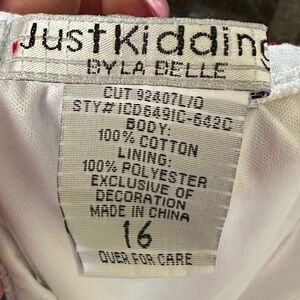 Just Kidding
BY LA BELLE
CUT 92407L/O
STY# ICD6491C-642C
BODY:
100% COTTON
LINING:
100% POLYESTER
EXCLUSIVE OF
DECORATION
MADE IN CHINA
16
OUER FOR CARE